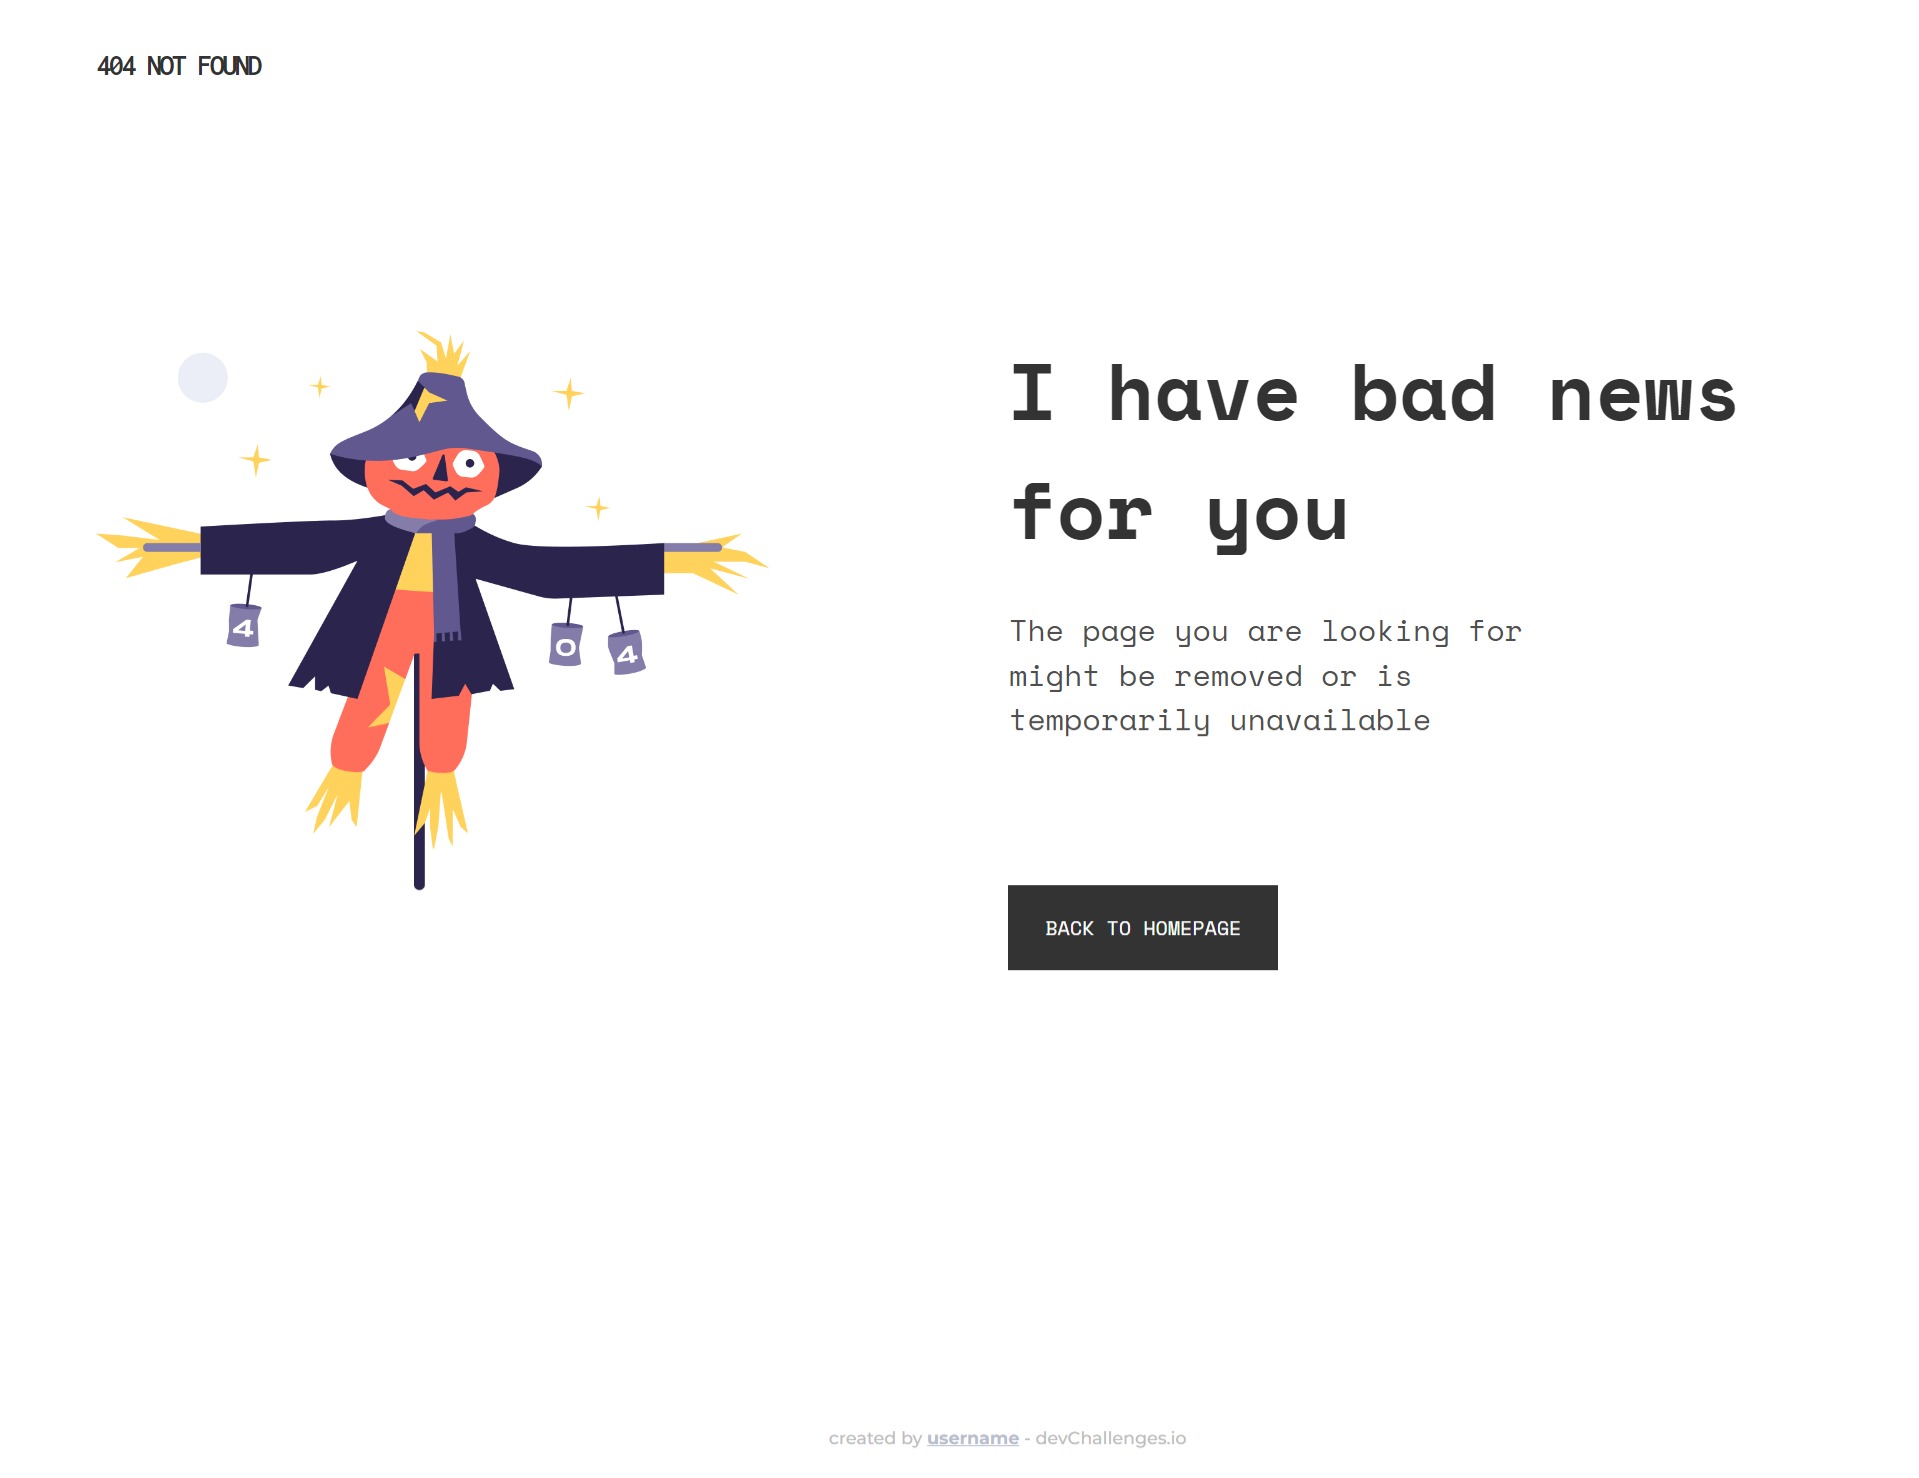 404 NOT FOUND
4
0
4
I have bad news
for you
The page you are looking for
might be removed or is
temporarily unavailable
BACK TO HOMEPAGE
created by username - devChallenges.io